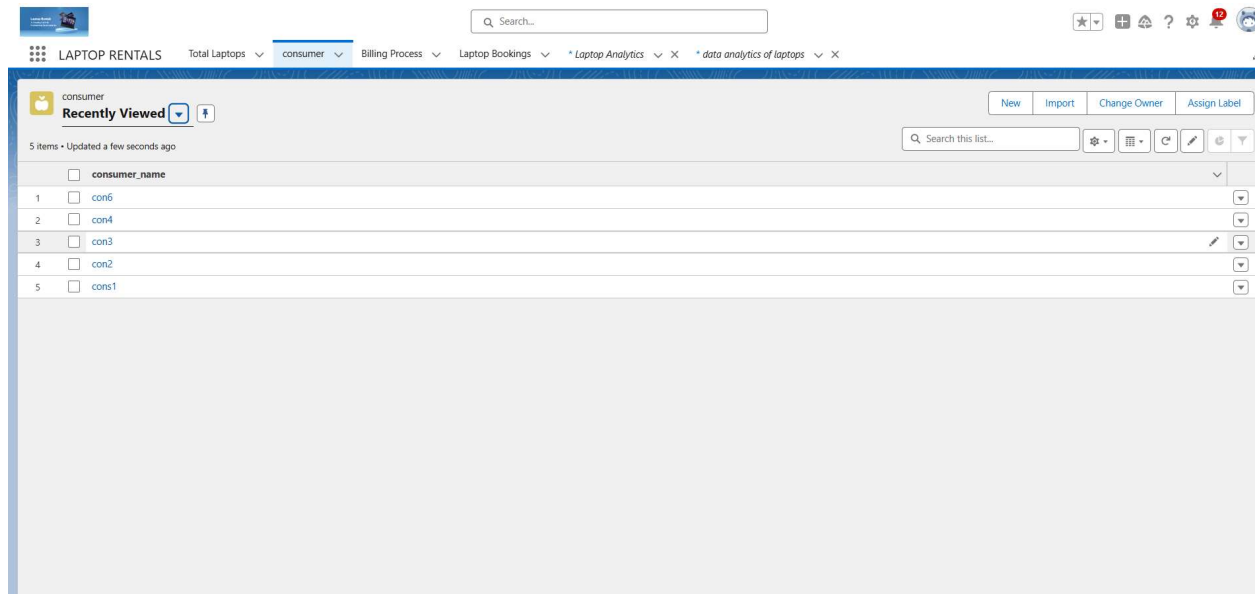 Search...
12
LAPTOP RENTALS Total Laptops consumer Billing Process Laptop Bookings * Laptop Analytics * data analytics of laptops
consumer
Recently Viewed
New Import Change Owner Assign Label
5 items • Updated a few seconds ago
Search this list...
consumer_name
1 con6
2 con4
3 con3
4 con2
5 cons1